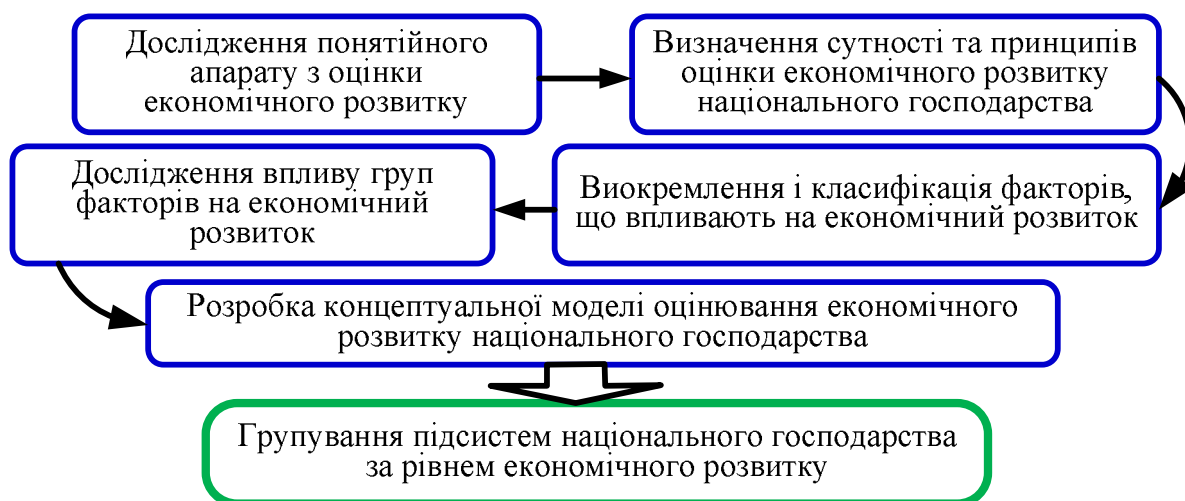 Дослідження понятійного
апарату з оцінки
економічного розвитку
Визначення сутності та принципів
оцінки економічного розвитку
національного господарства
Виокремлення і класифікація факторів,
що впливають на економічний розвиток
Дослідження впливу груп
факторів на економічний
розвиток
Розробка концептуальної моделі оцінювання економічного
розвитку національного господарства
Групування підсистем національного господарства
за рівнем економічного розвитку